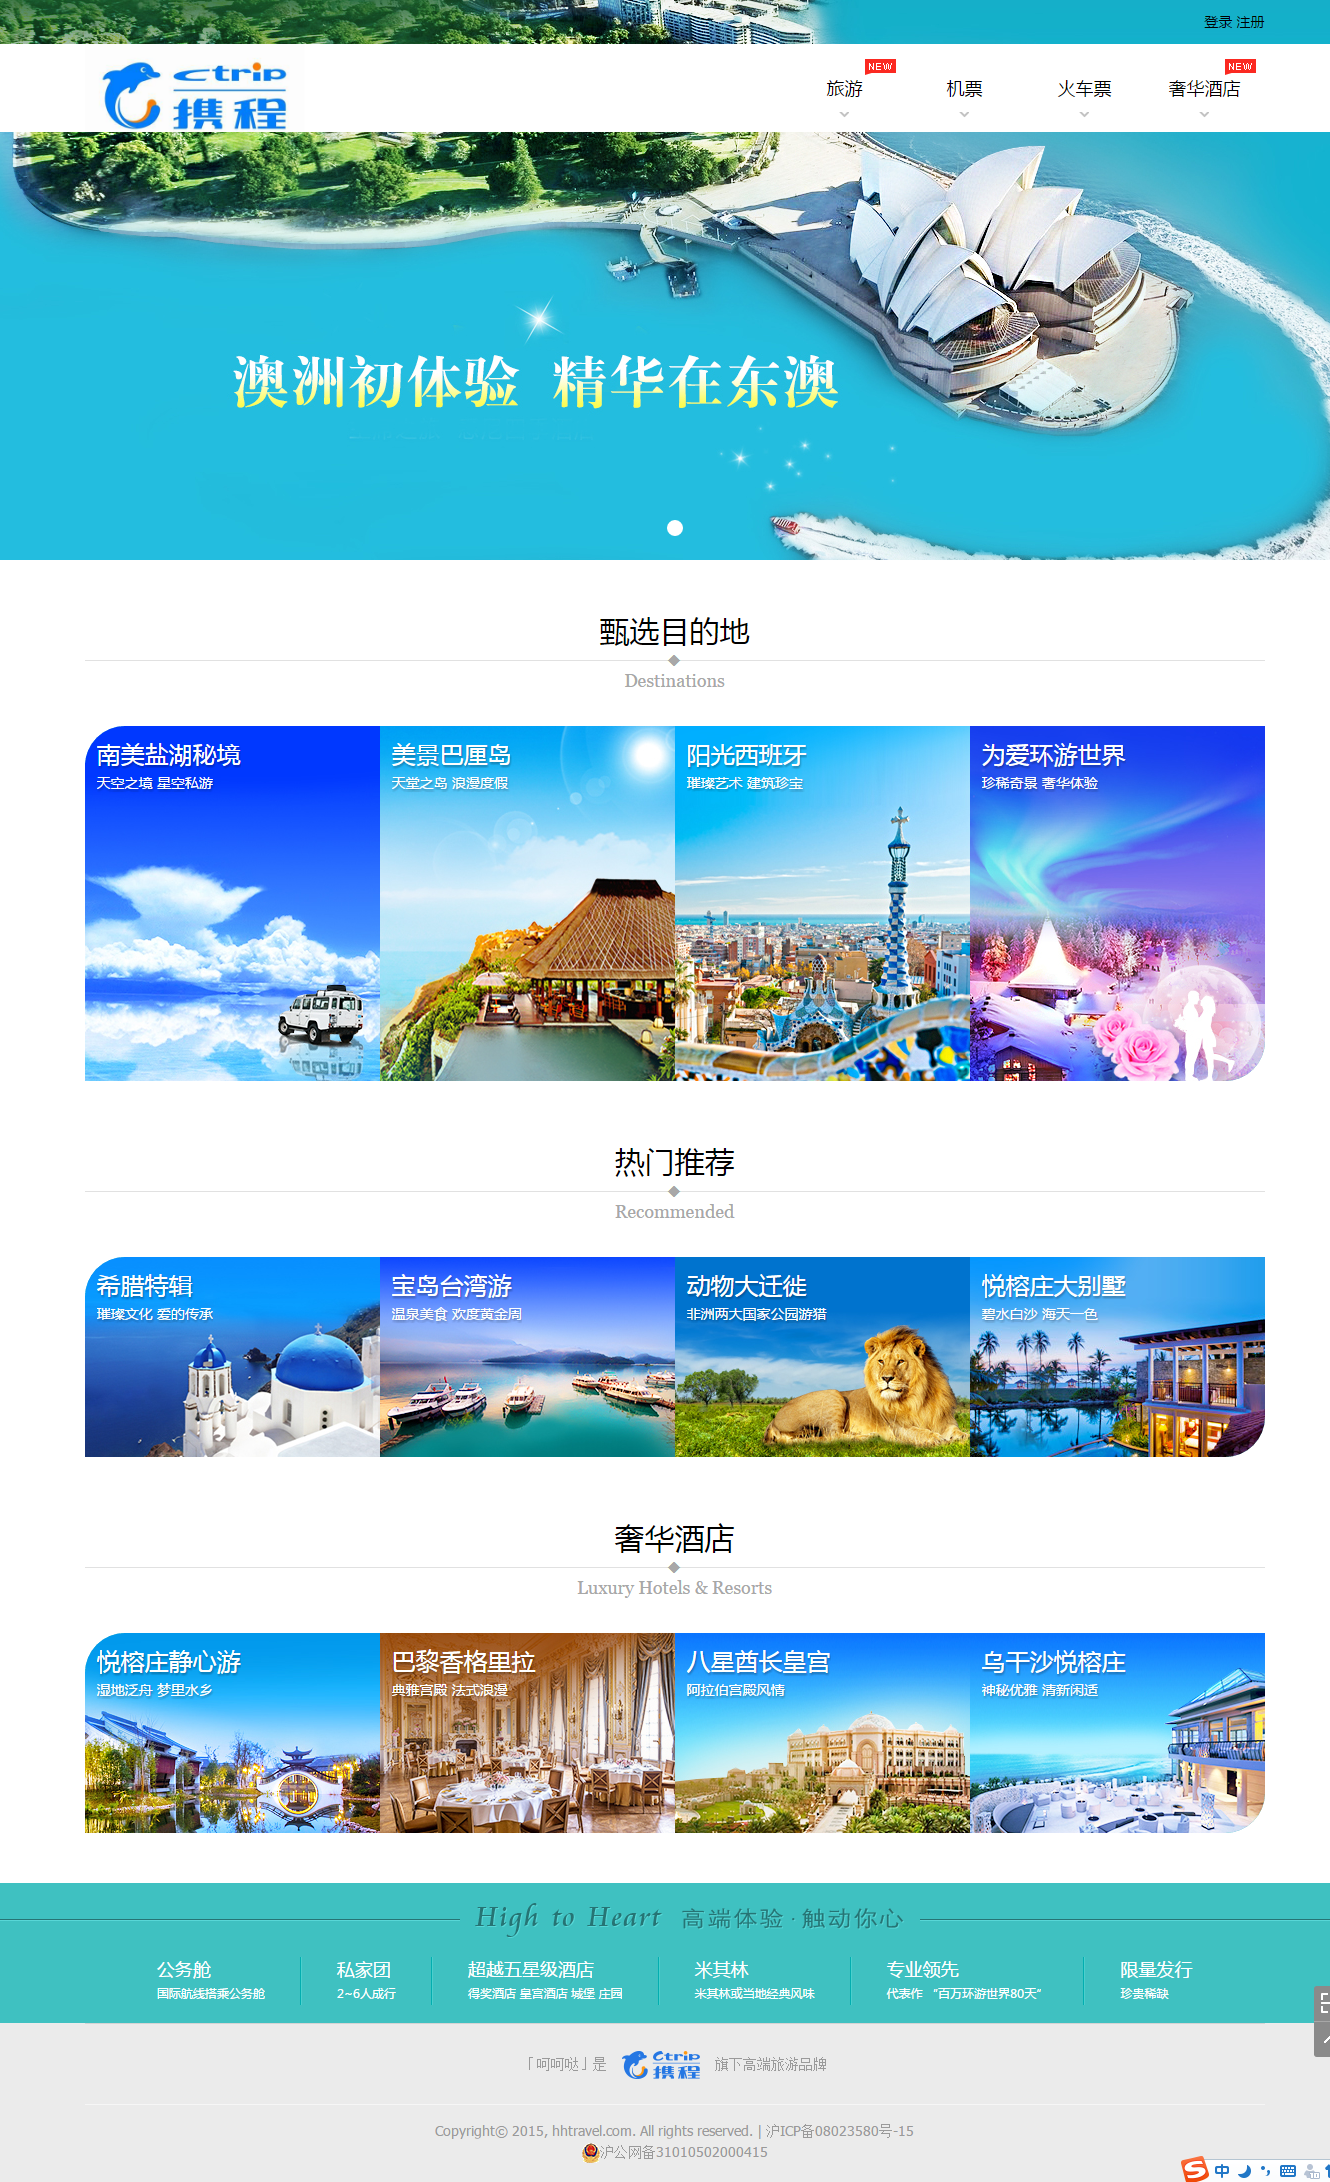 登录 注册
Ctrip
携程
旅游 NEW
机票
火车票
奢华酒店 NEW
澳洲初体验 精华在东澳
甄选目的地
Destinations
南美盐湖秘境
天空之境 星空私游
美景巴厘岛
天堂之岛 浪漫度假
阳光西班牙
璀璨艺术 建筑珍宝
为爱环游世界
珍稀奇景 奢华体验
热门推荐
Recommended
希腊特辑
璀璨文化 爱的传承
宝岛台湾游
温泉美食 欢度黄金周
动物大迁徙
非洲两大国家公园游猎
悦榕庄大别墅
碧水白沙 海天一色
奢华酒店
Luxury Hotels & Resorts
悦榕庄静心游
湿地泛舟 梦里水乡
巴黎香格里拉
典雅宫殿 法式浪漫
八星酋长皇宫
阿拉伯宫殿风情
乌干沙悦榕庄
神秘优雅 清新闲适
High to Heart 高端体验·触动你心
公务舱
国际航线搭乘公务舱
私家团
2~6人成行
超越五星级酒店
得奖酒店 皇宫酒店 城堡 庄园
米其林
米其林或当地经典风味
专业领先
代表作 “百万环游世界80天”
限量发行
珍贵稀缺
「呵呵哒」是 Ctrip 携程 旗下高端旅游品牌
Copyright© 2015, hhtravel.com. All rights reserved. | 沪ICP备08023580号-15
沪公网备31010502000415
S 中